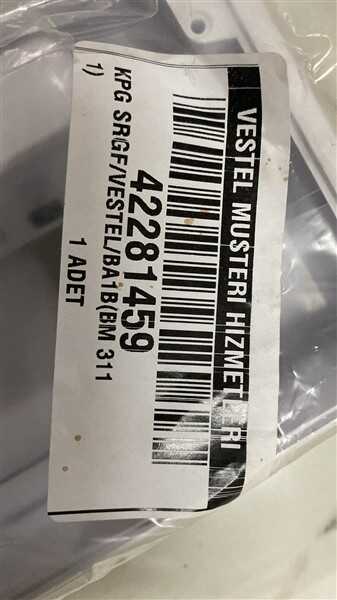 VESTEL MUSTERI HIZMETLERI
42281459
KPG SRGF/VESTEL/BA1B(BM 311
1)
1 ADET